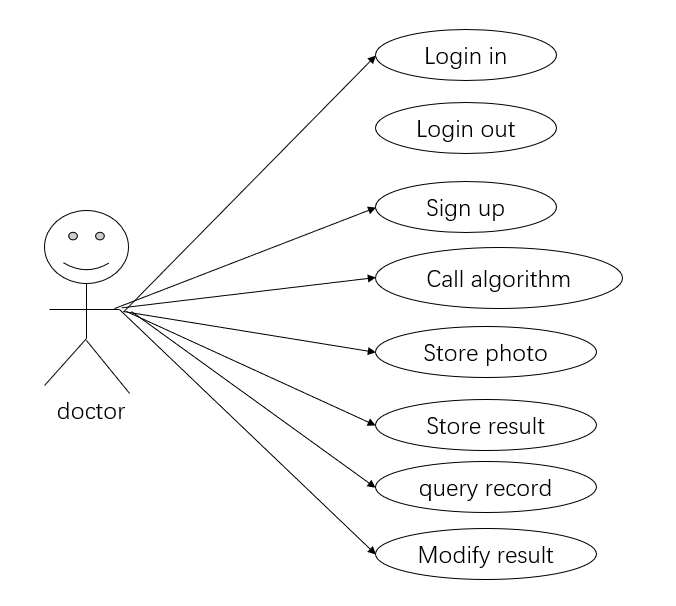 Login in
Login out
Sign up
Call algorithm
Store photo
doctor
Store result
query record
Modify result